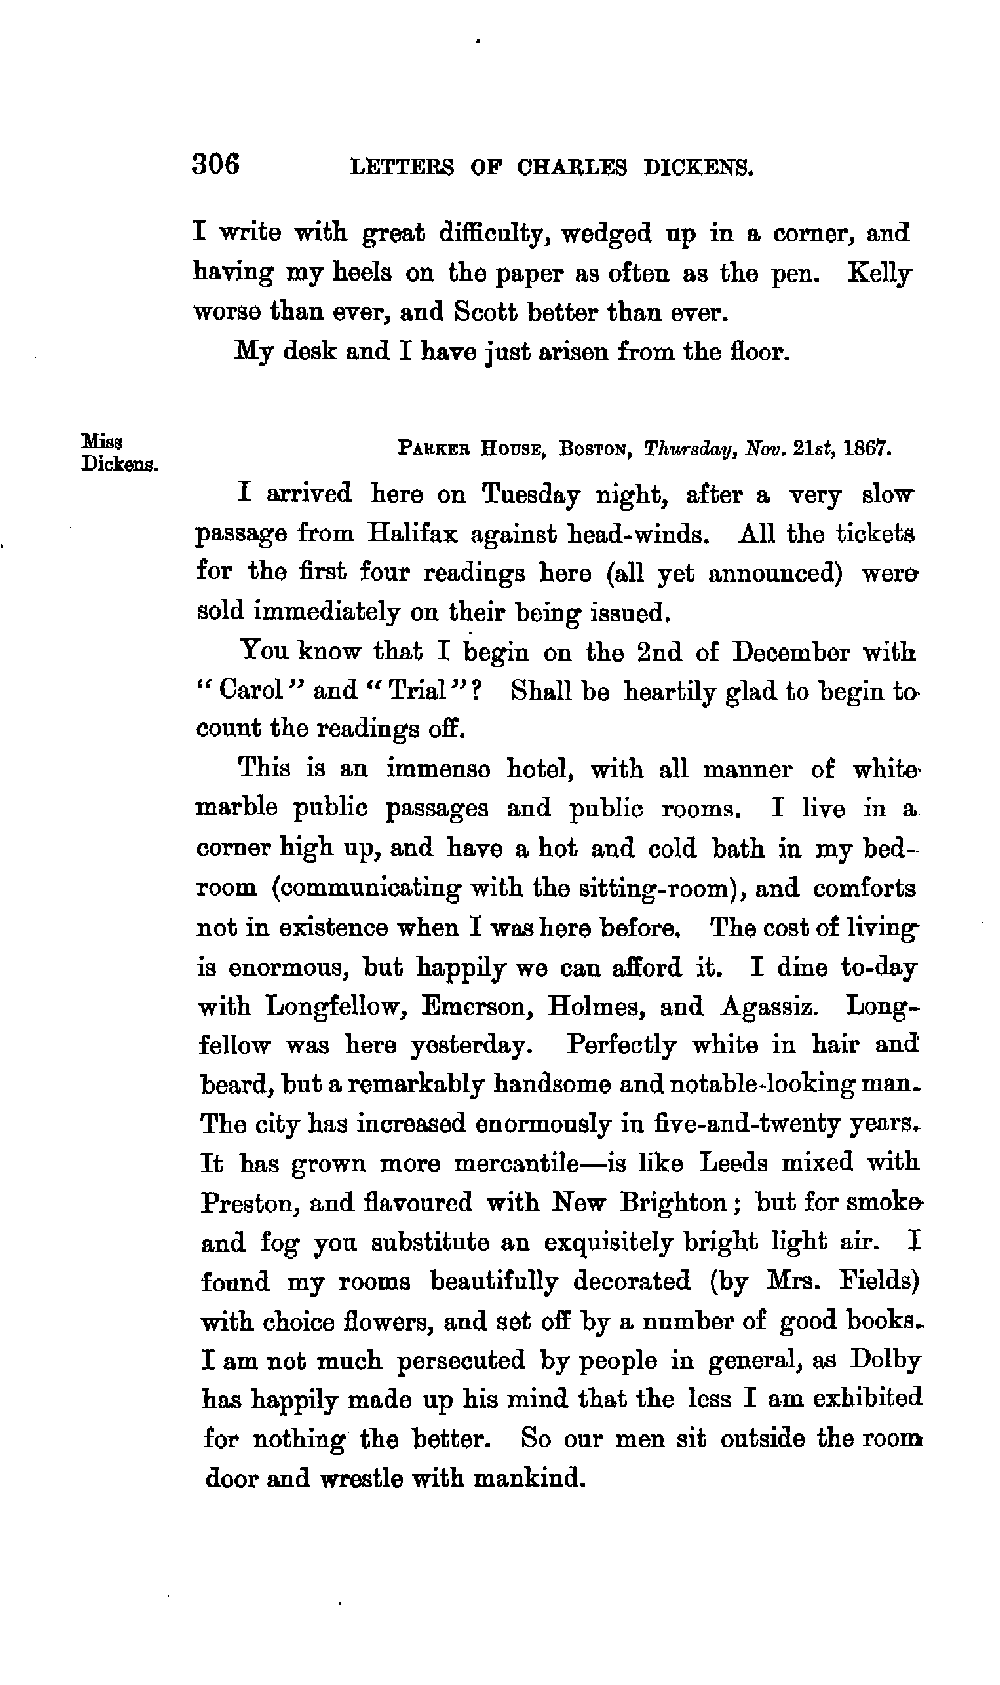 306 LETTERS OF CHARLES DICKENS.
I write with great difficulty, wedged up in a corner, and
having my heels on the paper as often as the pen. Kelly
worse than ever, and Scott better than ever.
My desk and I have just arisen from the floor.
Miss
Dickens.
PARKER HOUSE, BOSTON, Thursday, Nov. 21st, 1867.
I arrived here on Tuesday night, after a very slow
passage from Halifax against head-winds. All the tickets
for the first four readings here (all yet announced) were
sold immediately on their being issued.
You know that I begin on the 2nd of December with
"Carol" and "Trial"? Shall be heartily glad to begin to
count the readings off.
This is an immense hotel, with all manner of white
marble public passages and public rooms. I live in a
corner high up, and have a hot and cold bath in my bed-
room (communicating with the sitting-room), and comforts
not in existence when I was here before. The cost of living
is enormous, but happily we can afford it. I dine to-day
with Longfellow, Emerson, Holmes, and Agassiz. Long-
fellow was here yesterday. Perfectly white in hair and
beard, but a remarkably handsome and notable-looking man.
The city has increased enormously in five-and-twenty years.
It has grown more mercantile—is like Leeds mixed with
Preston, and flavoured with New Brighton; but for smoke
and fog you substitute an exquisitely bright light air. I
found my rooms beautifully decorated (by Mrs. Fields)
with choice flowers, and set off by a number of good books.
I am not much persecuted by people in general, as Dolby
has happily made up his mind that the less I am exhibited
for nothing the better. So our men sit outside the room
door and wrestle with mankind.